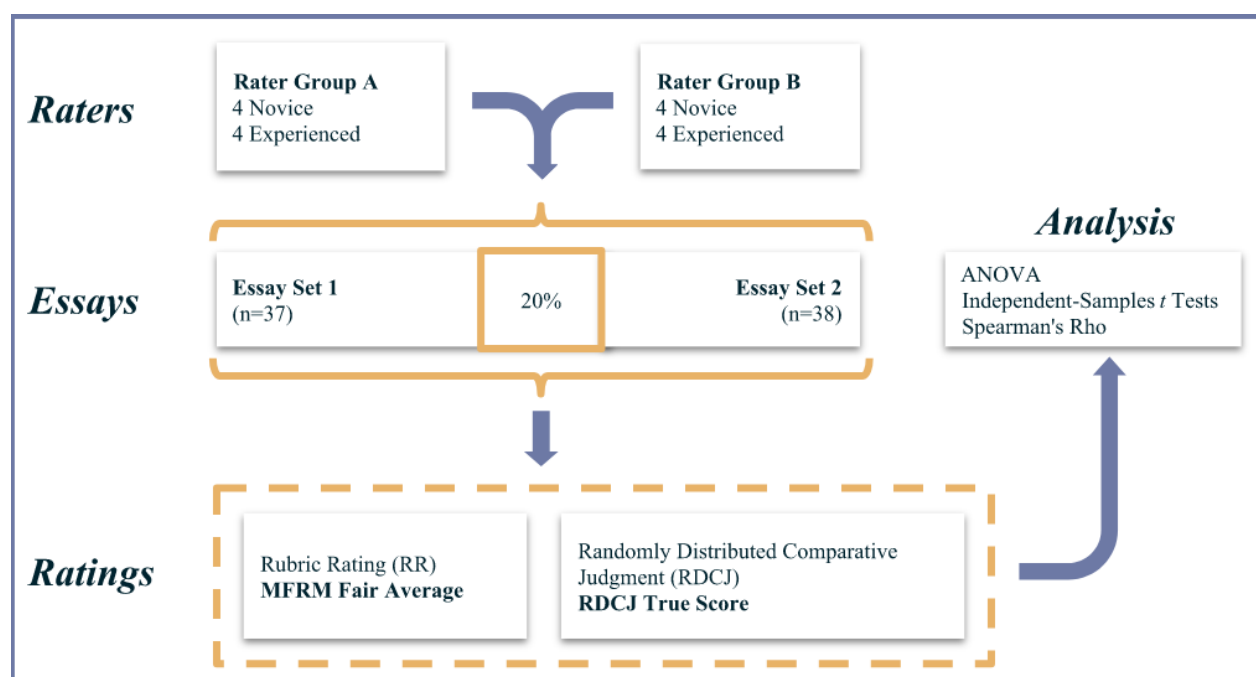 Raters
Rater Group A
4 Novice
4 Experienced
Rater Group B
4 Novice
4 Experienced
Essays
Essay Set 1
(n=37)
20%
Essay Set 2
(n=38)
Analysis
ANOVA
Independent-Samples t Tests
Spearman's Rho
Ratings
Rubric Rating (RR)
MFRM Fair Average
Randomly Distributed Comparative
Judgment (RDCJ)
RDCJ True Score